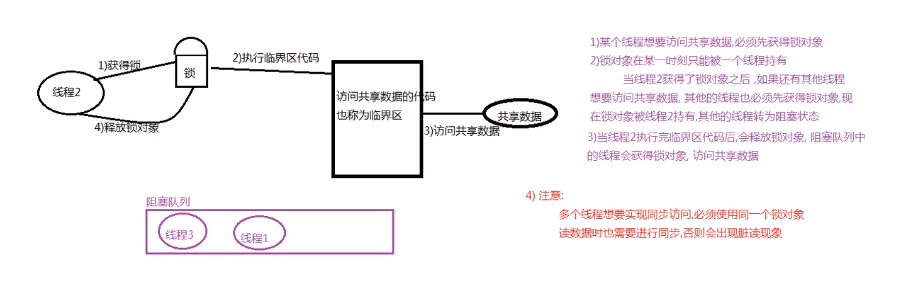 1)获得锁
锁
2)执行临界区代码
线程2
4)释放锁对象
访问共享数据的代码
也称为临界区
3)访问共享数据
共享数据
阻塞队列
线程3
线程1
1)某个线程想要访问共享数据,必须先获得锁对象
2)锁对象在某一时刻只能被一个线程持有
当线程2获得了锁对象之后 ,如果还有其他线程
想要访问共享数据, 其他的线程也必须先获得锁对象,现
在锁对象被线程2持有,其他的线程转为阻塞状态
3)当线程2执行完临界区代码后,会释放锁对象, 阻塞队列中
的线程会获得锁对象, 访问共享数据
4) 注意:
多个线程想要实现同步访问,必须使用同一个锁对象
读数据时也需要进行同步,否则会出现脏读现象